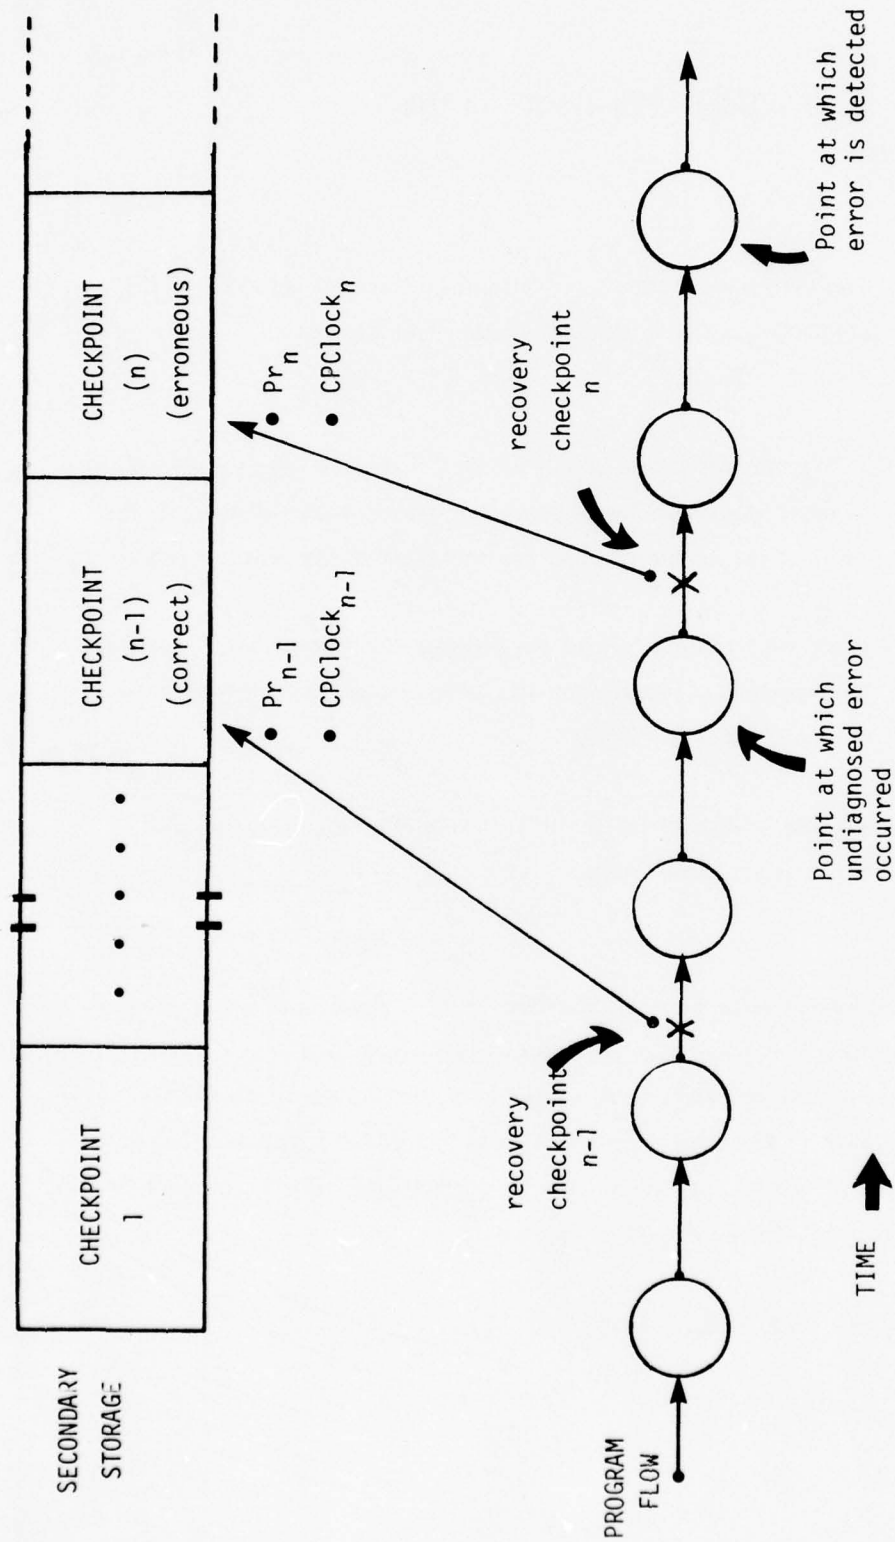 SECONDARY
STORAGE
CHECKPOINT
1
CHECKPOINT
(n-1)
(correct)
CHECKPOINT
(n)
(erroneous)
Pr_{n-1}
CPClock_{n-1}
Pr_n
CPClock_n
recovery
checkpoint
n-1
recovery
checkpoint
n
PROGRAM
FLOW
Point at which
undiagnosed error
occurred
Point at which
error is detected
TIME